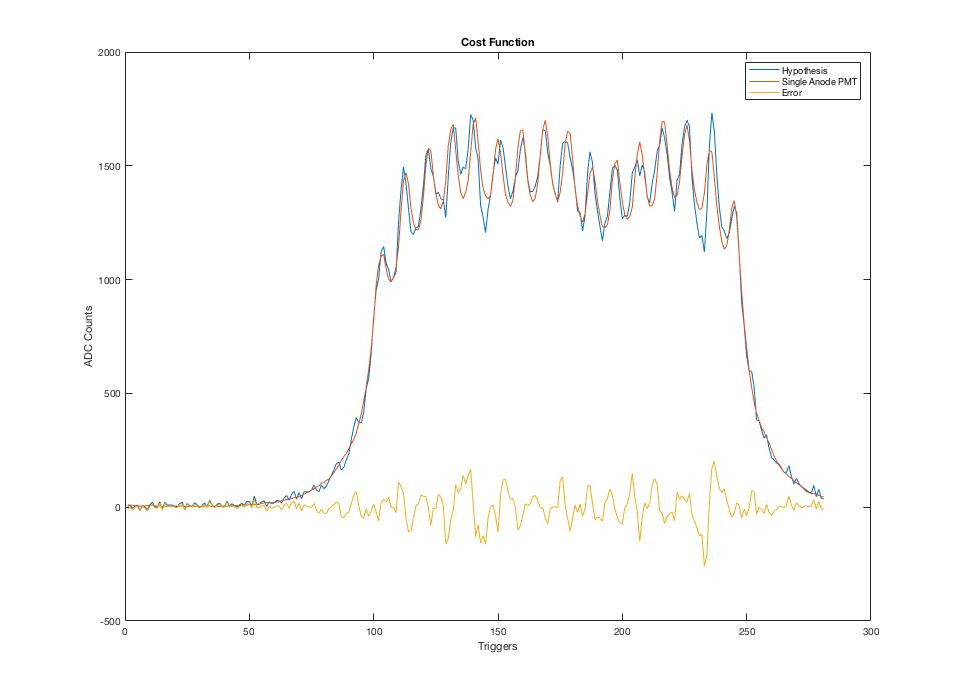 Cost Function
2000
1500
1000
500
0
-500
ADC Counts
0 50 100 150 200 250 300
Triggers
Hypothesis
Single Anode PMT
Error